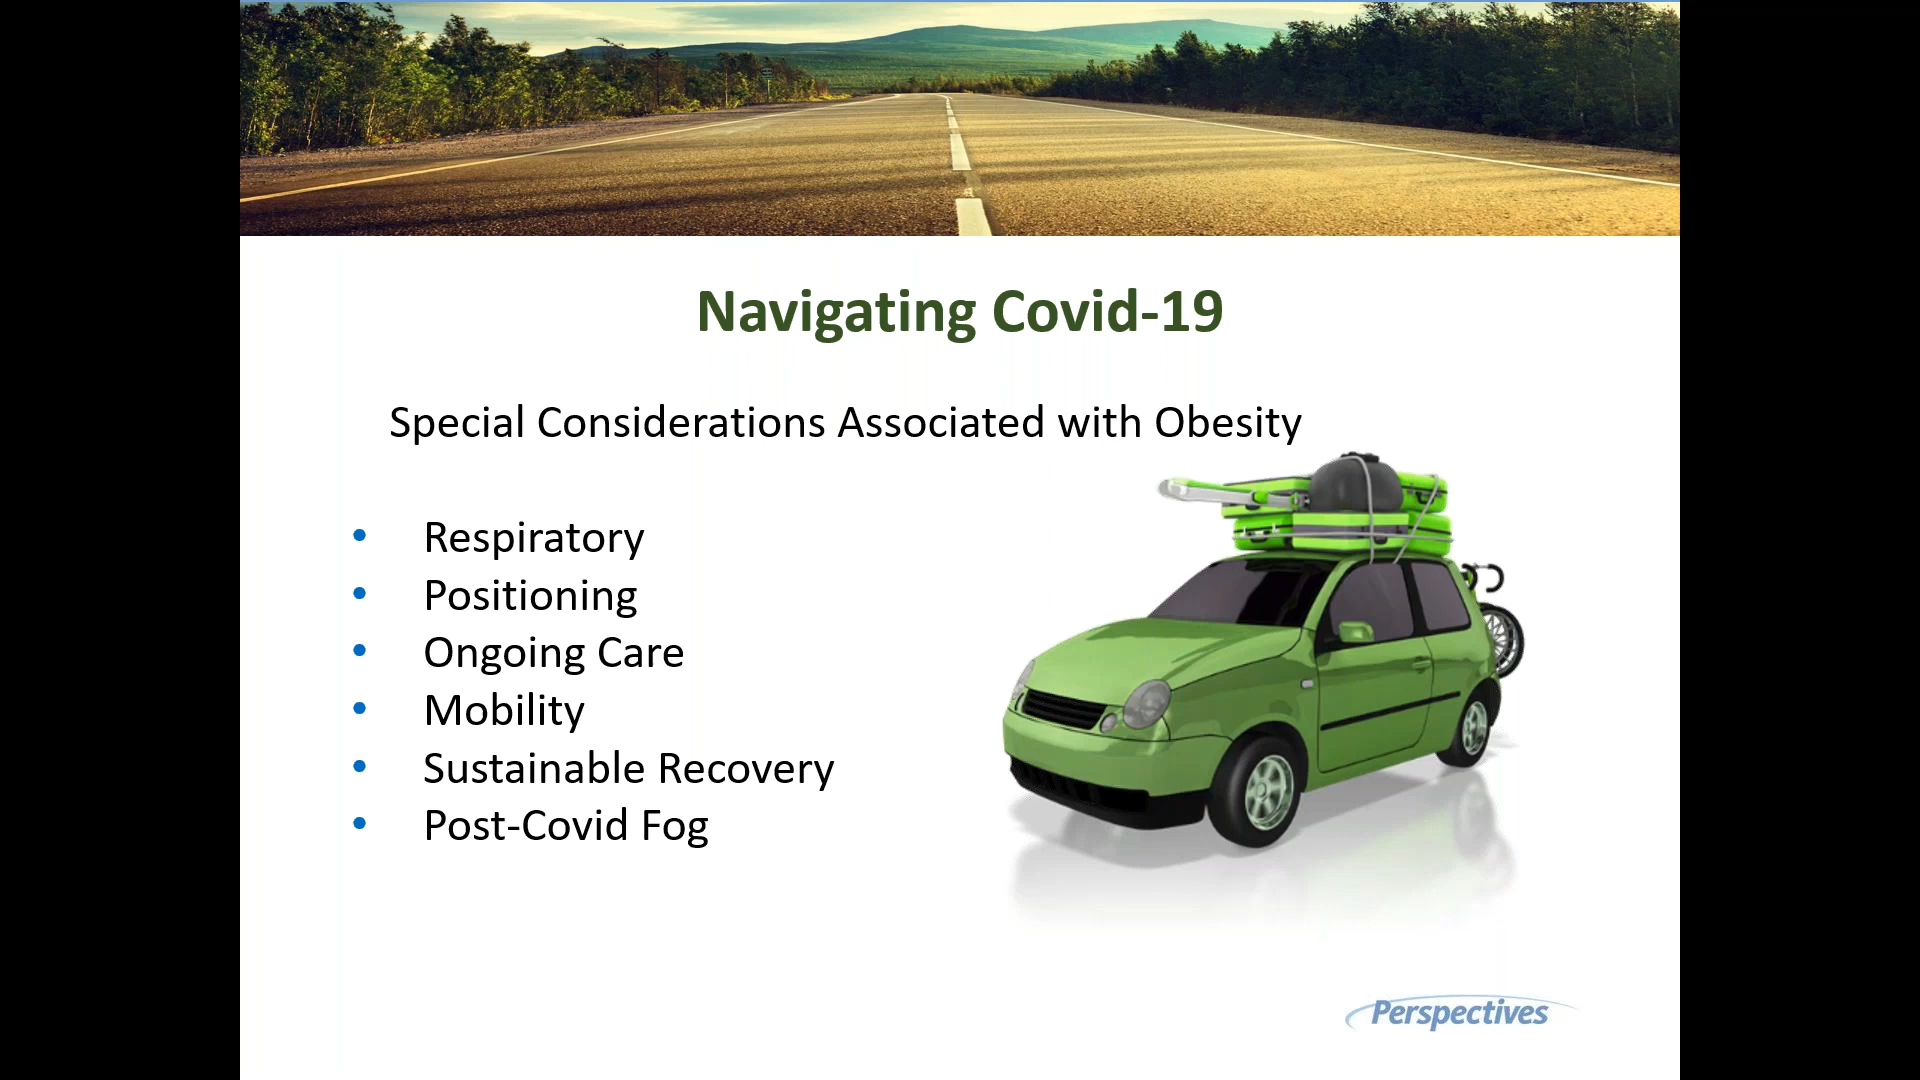 Navigating Covid-19
Special Considerations Associated with Obesity
• Respiratory
• Positioning
• Ongoing Care
• Mobility
• Sustainable Recovery
• Post-Covid Fog
Perspectives